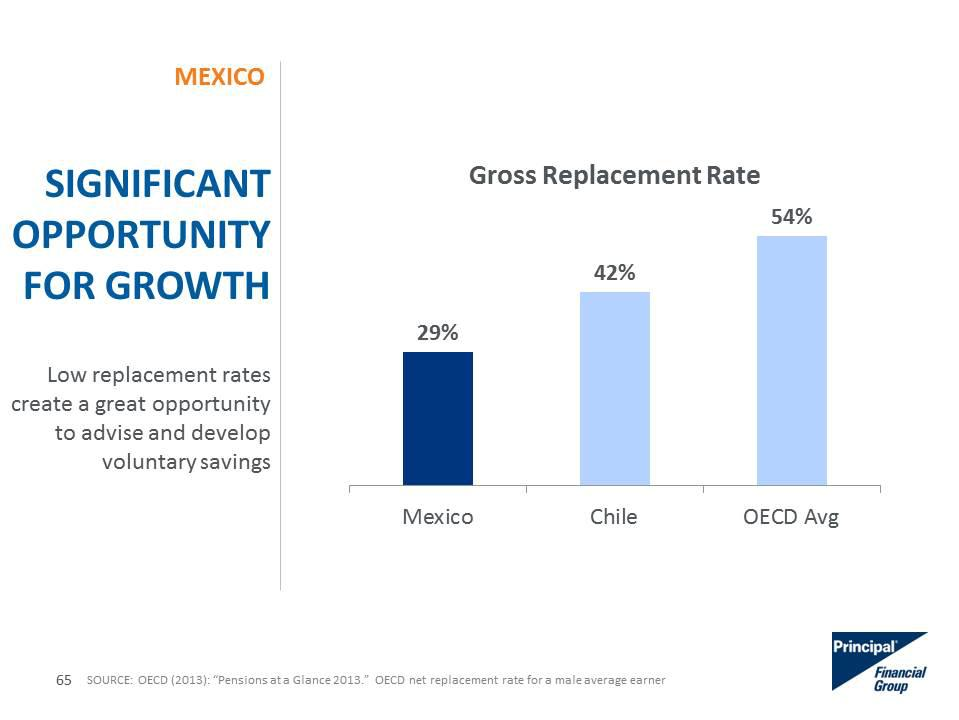 MEXICO
SIGNIFICANT
OPPORTUNITY
FOR GROWTH
Low replacement rates
create a great opportunity
to advise and develop
voluntary savings
Gross Replacement Rate
54%
42%
29%
Mexico
Chile
OECD Avg
65
SOURCE: OECD (2013): “Pensions at a Glance 2013.” OECD net replacement rate for a male average earner
Principal®
Financial
Group